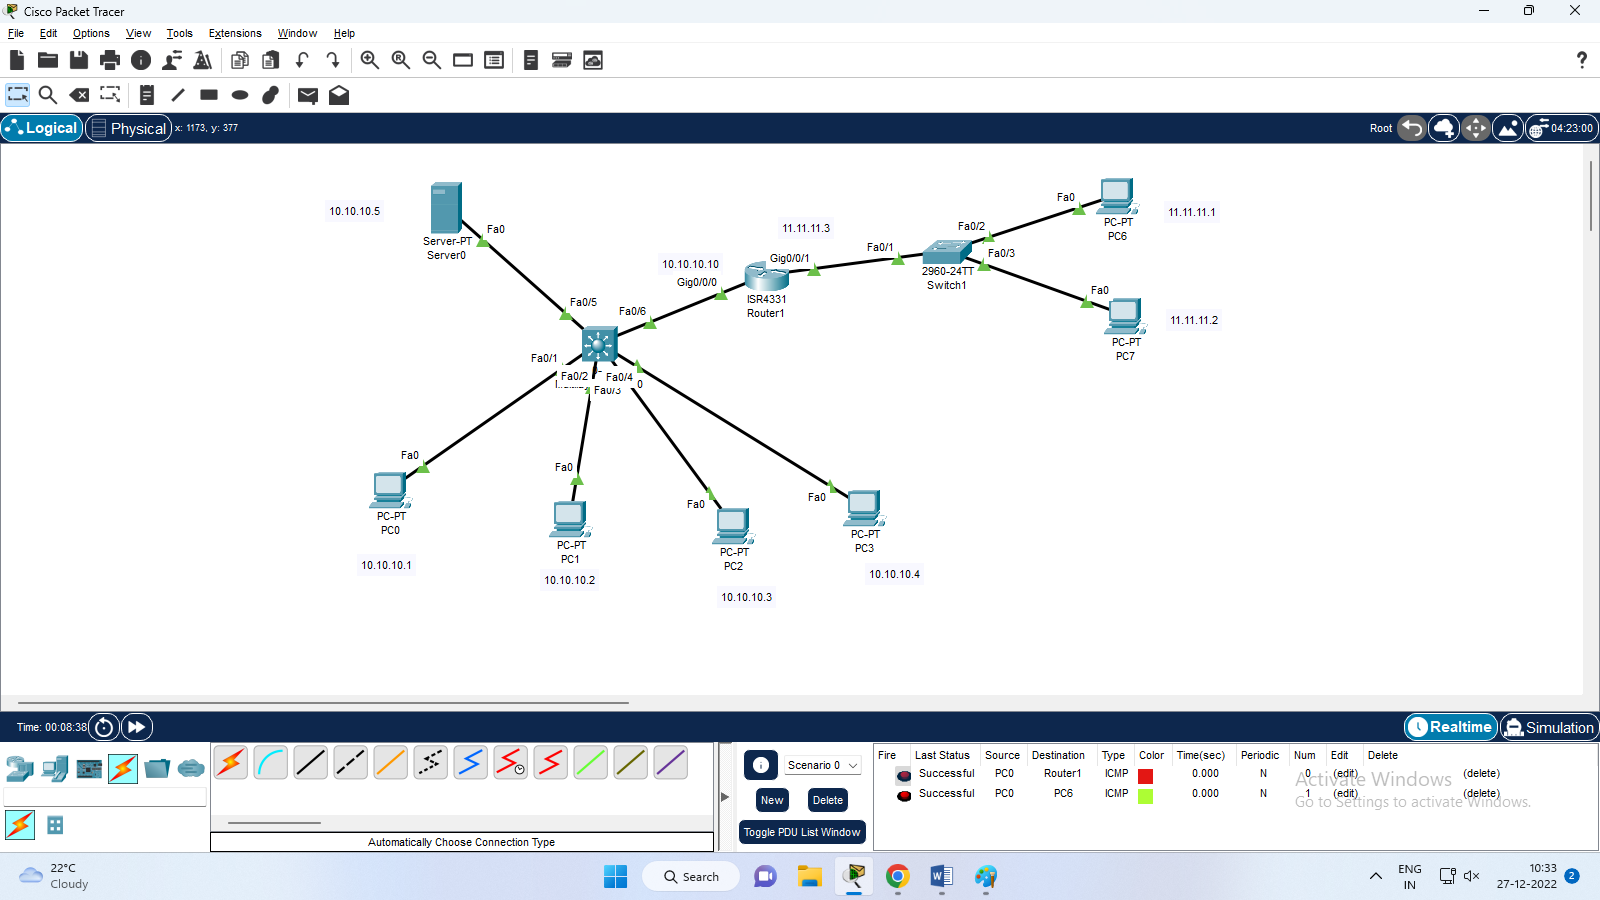 Cisco Packet Tracer
File Edit Options View Tools Extensions Window Help
Logical Physical x: 1173, y: 377 Root 04:23:00
10.10.10.5
Fa0
Server-PT
Server0
Fa0/5
Fa0/6
10.10.10.10
Gig0/0/0
11.11.11.3
Gig0/0/1
ISR4331
Router1
Fa0/1
Fa0/2
Fa0/3
2960-24TT
Switch1
Fa0
PC-PT
PC6
11.11.11.1
Fa0
PC-PT
PC7
11.11.11.2
Fa0/1
Fa0/2
Fa0/4
Fa0/3
0
Fa0
PC-PT
PC0
10.10.10.1
Fa0
PC-PT
PC1
10.10.10.2
Fa0
PC-PT
PC2
10.10.10.3
Fa0
PC-PT
PC3
10.10.10.4
Time: 00:08:38
Realtime Simulation
Automatically Choose Connection Type
Scenario 0
New Delete
Toggle PDU List Window
Fire Last Status Source Destination Type Color Time(sec) Periodic Num Edit Delete
Successful PC0 Router1 ICMP 0.000 N 0 (edit) (delete)
Successful PC0 PC6 ICMP 0.000 N 1 (edit) (delete)
Activate Windows
Go to Settings to activate Windows.
22°C
Cloudy
Search
ENG
IN
10:33
27-12-2022
2